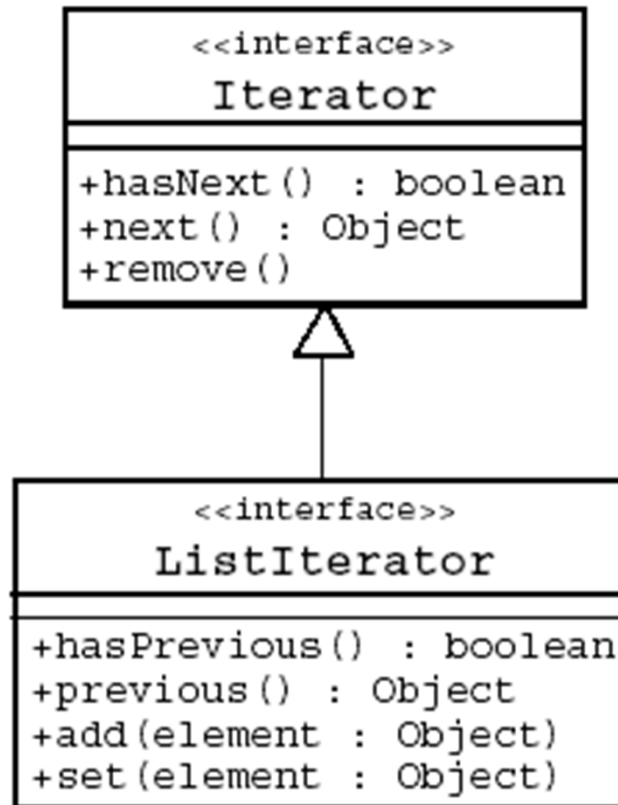 <<interface>>
Iterator
+hasNext() : boolean
+next() : Object
+remove()
<<interface>>
ListIterator
+hasPrevious() : boolean
+previous() : Object
+add(element : Object)
+set(element : Object)